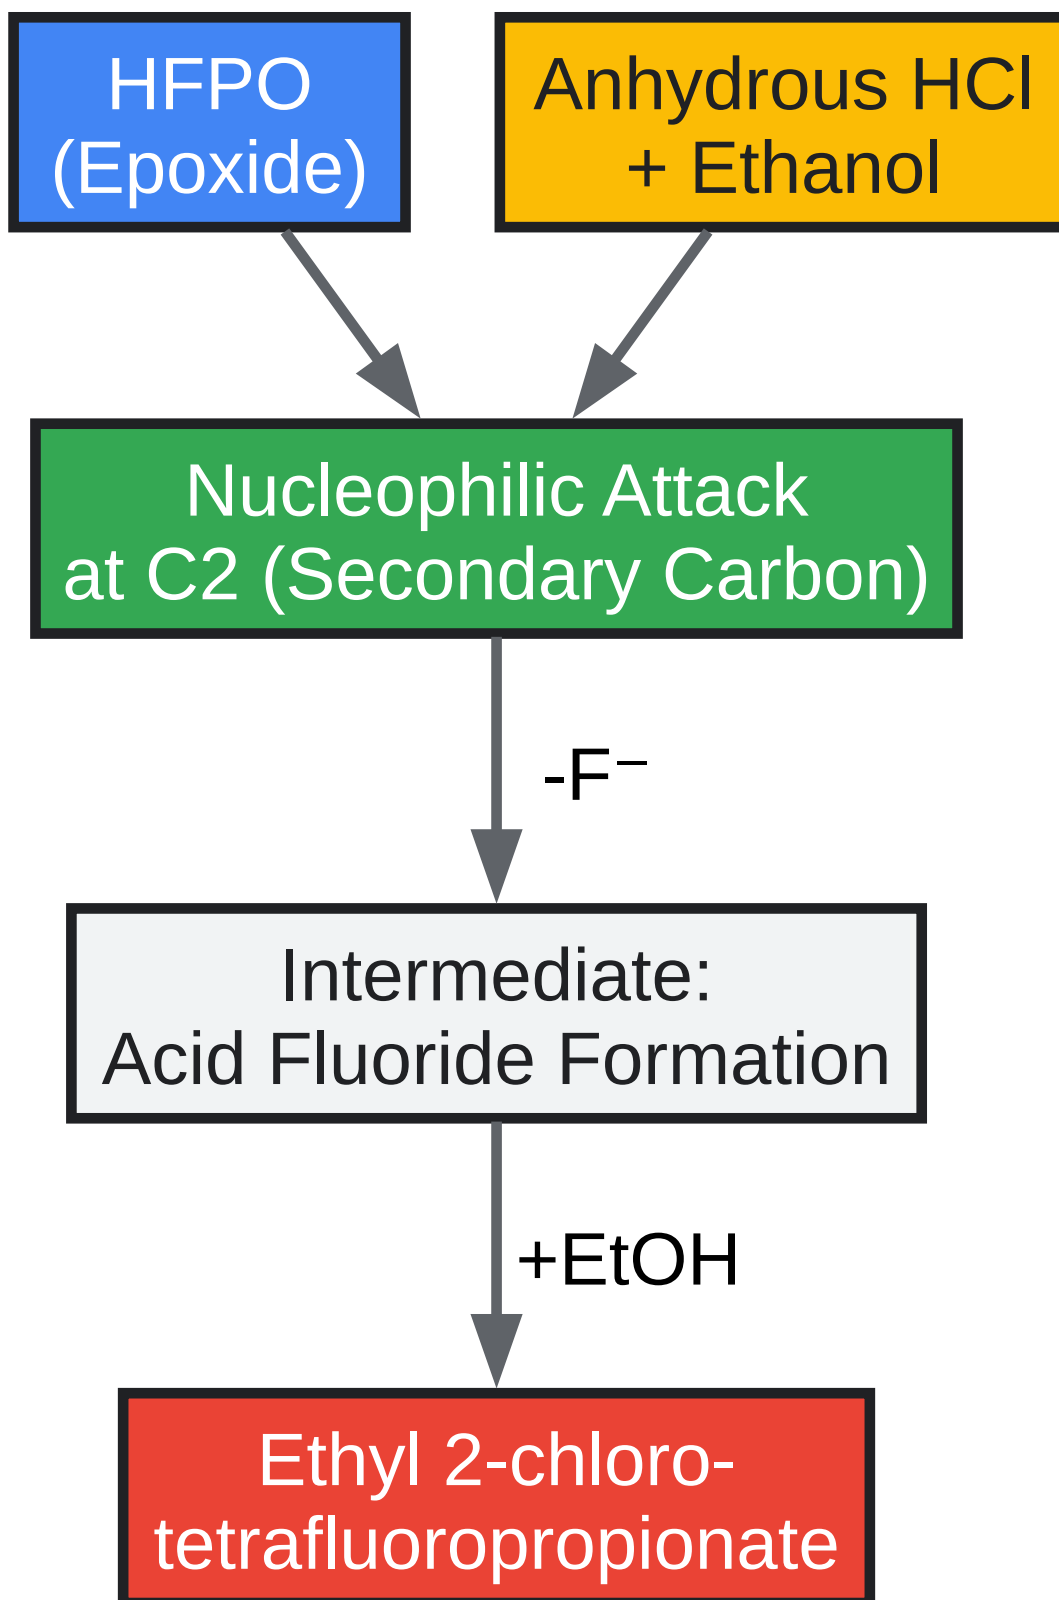 HFPO
(Epoxide)
Anhydrous HCl
+ Ethanol
Nucleophilic Attack
at C2 (Secondary Carbon)
-F⁻
Intermediate:
Acid Fluoride Formation
+EtOH
Ethyl 2-chloro-
tetrafluoropropionate